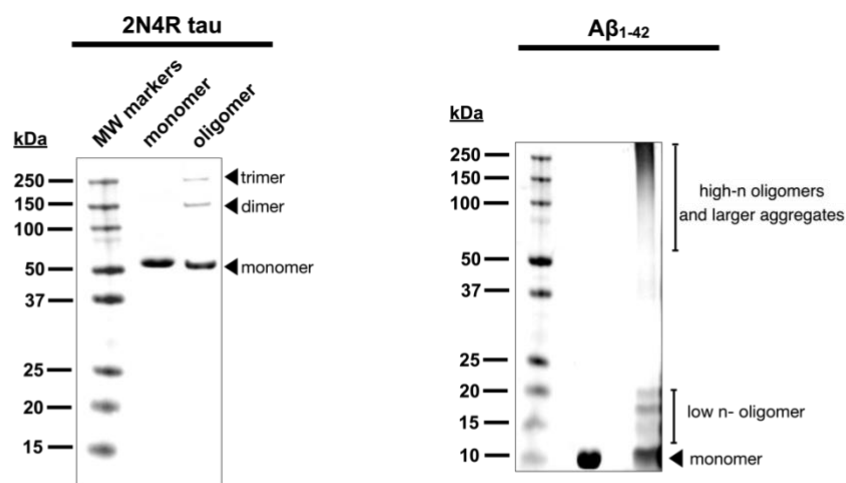 2N4R tau
kDa
MW markers
monomer
oligomer
250
150
100
50
37
25
20
15
trimer
dimer
monomer
Aβ1-42
kDa
250
150
100
50
37
25
20
15
10
high-n oligomers
and larger aggregates
low n- oligomer
monomer